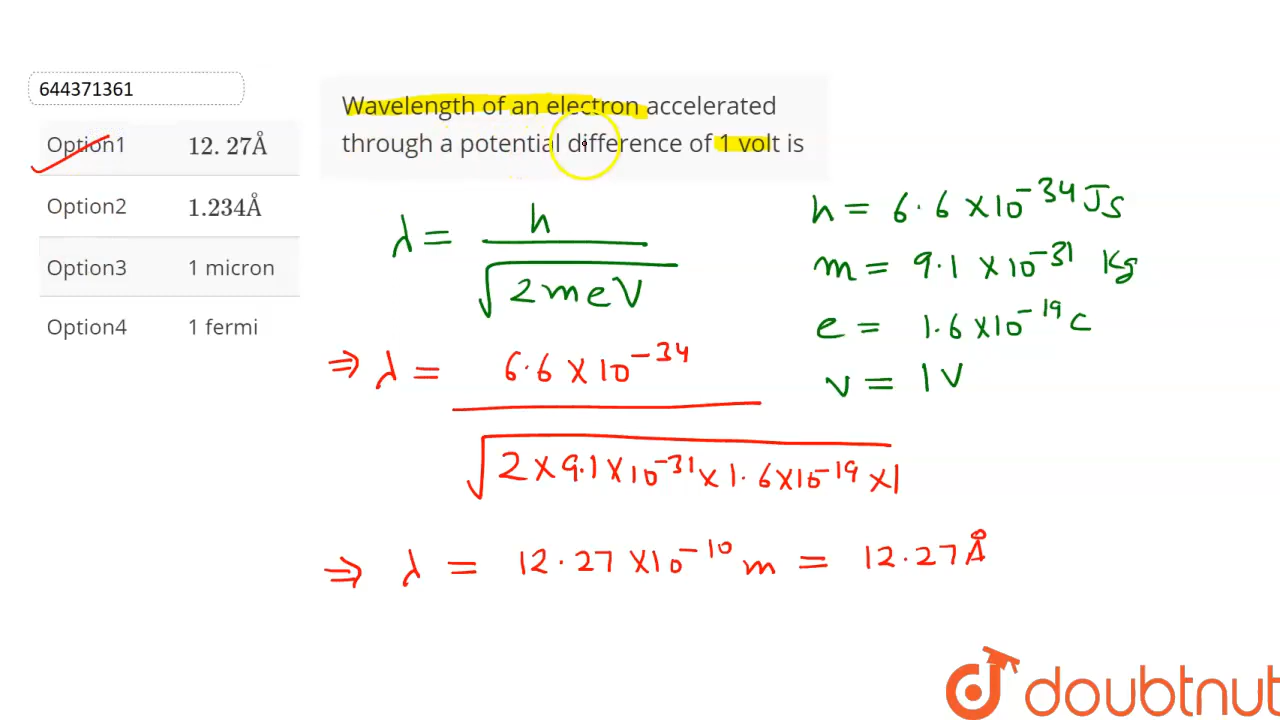 644371361
Wavelength of an electron accelerated
through a potential difference of 1 volt is
Option1 12. 27Å
Option2 1.234Å
Option3 1 micron
Option4 1 fermi
λ = h / √2meV
h = 6.6 ×10⁻³⁴ Js
m = 9.1 ×10⁻³¹ Kg
e = 1.6 ×10⁻¹⁹ C
v = 1V
⇒ λ = 6.6 × 10⁻³⁴ / √2 × 9.1 × 10⁻³¹ × 1.6 × 10⁻¹⁹ × 1
⇒ λ = 12.27 ×10⁻¹⁰ m = 12.27 Å
doubtnut